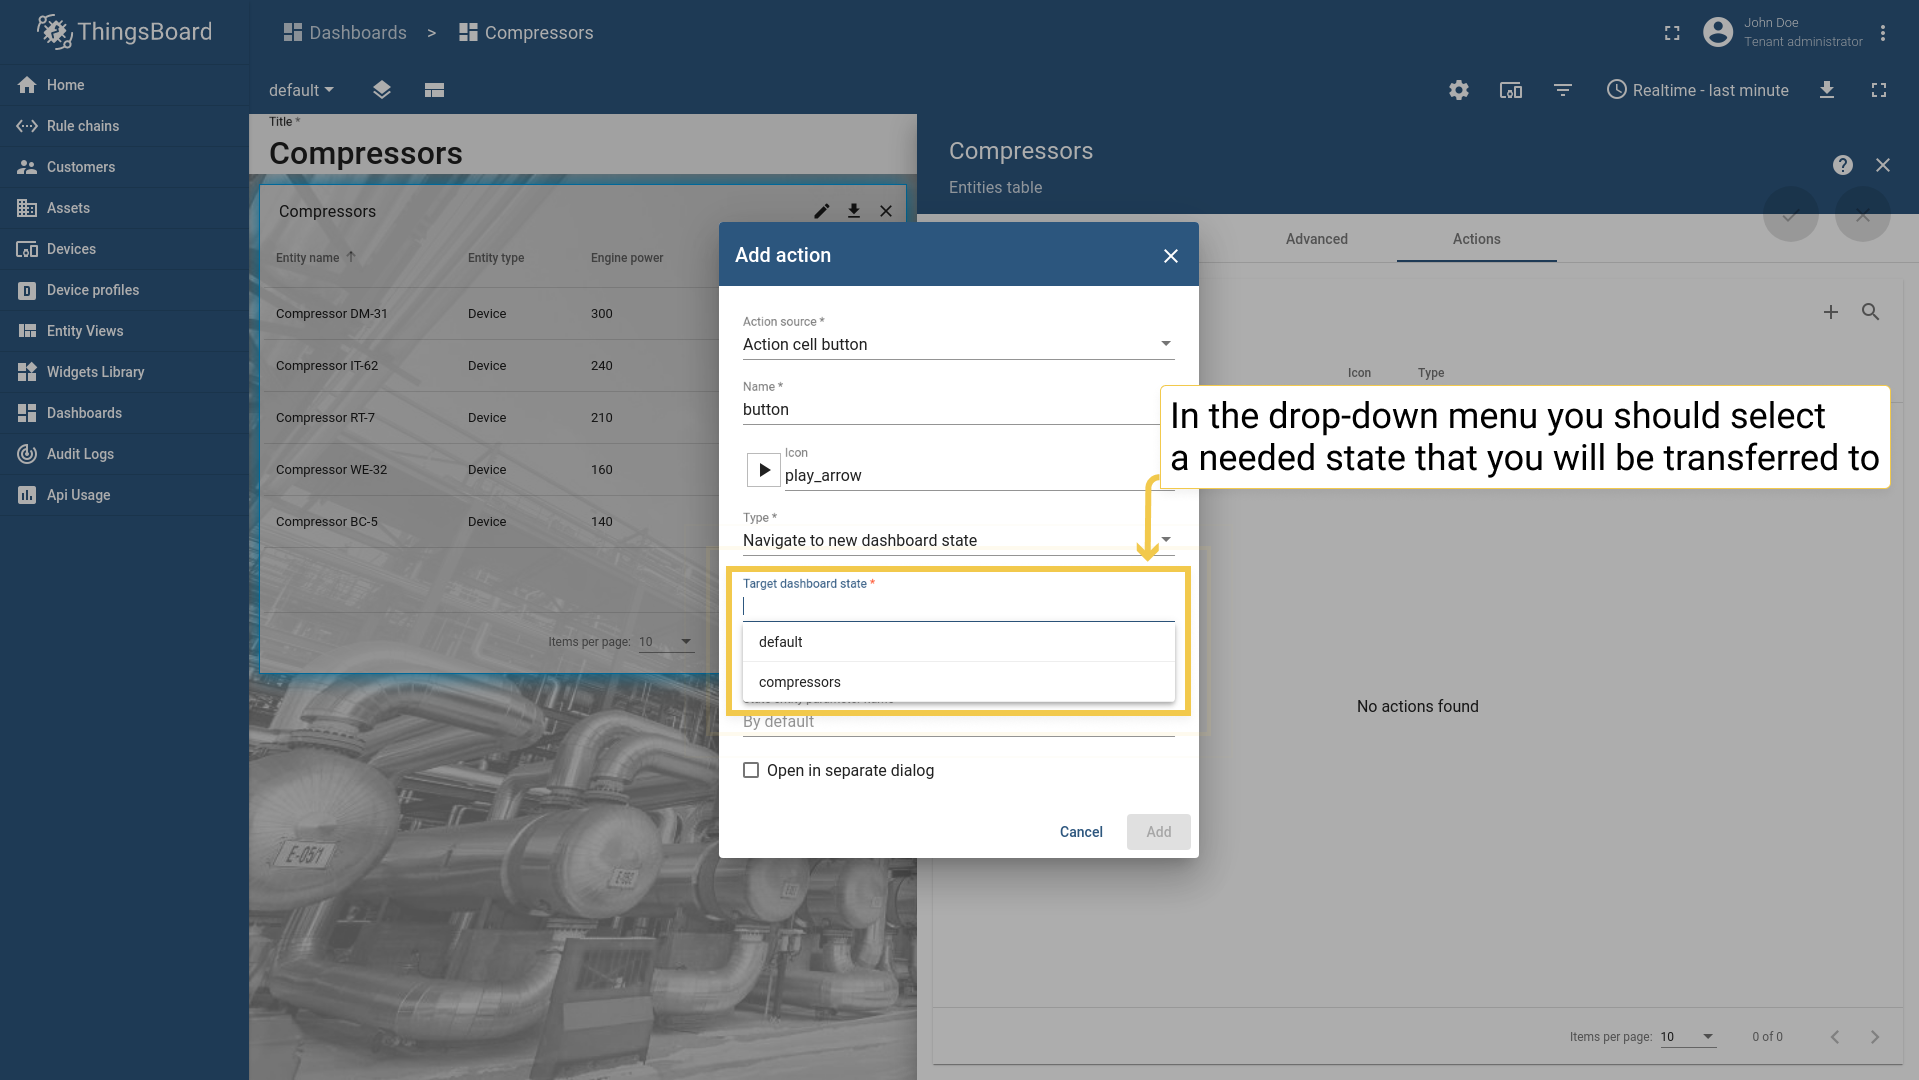 ThingsBoard
Home
Rule chains
Customers
Assets
Devices
Device profiles
Entity Views
Widgets Library
Dashboards
Audit Logs
Api Usage
Dashboards > Compressors
John Doe
Tenant administrator
default
Realtime - last minute
Title *
Compressors
Compressors
Entity name Entity type Engine power
Compressor DM-31 Device 300
Compressor IT-62 Device 240
Compressor RT-7 Device 210
Compressor WE-32 Device 160
Compressor BC-5 Device 140
Items per page: 10
E-051
Compressors
Entities table
Advanced Actions
Icon Type
No actions found
Items per page: 10 0 of 0
Add action
Action source *
Action cell button
Name *
button
Icon
play_arrow
Type *
Navigate to new dashboard state
Target dashboard state *
default
compressors
By default
Open in separate dialog
Cancel Add
In the drop-down menu you should select
a needed state that you will be transferred to